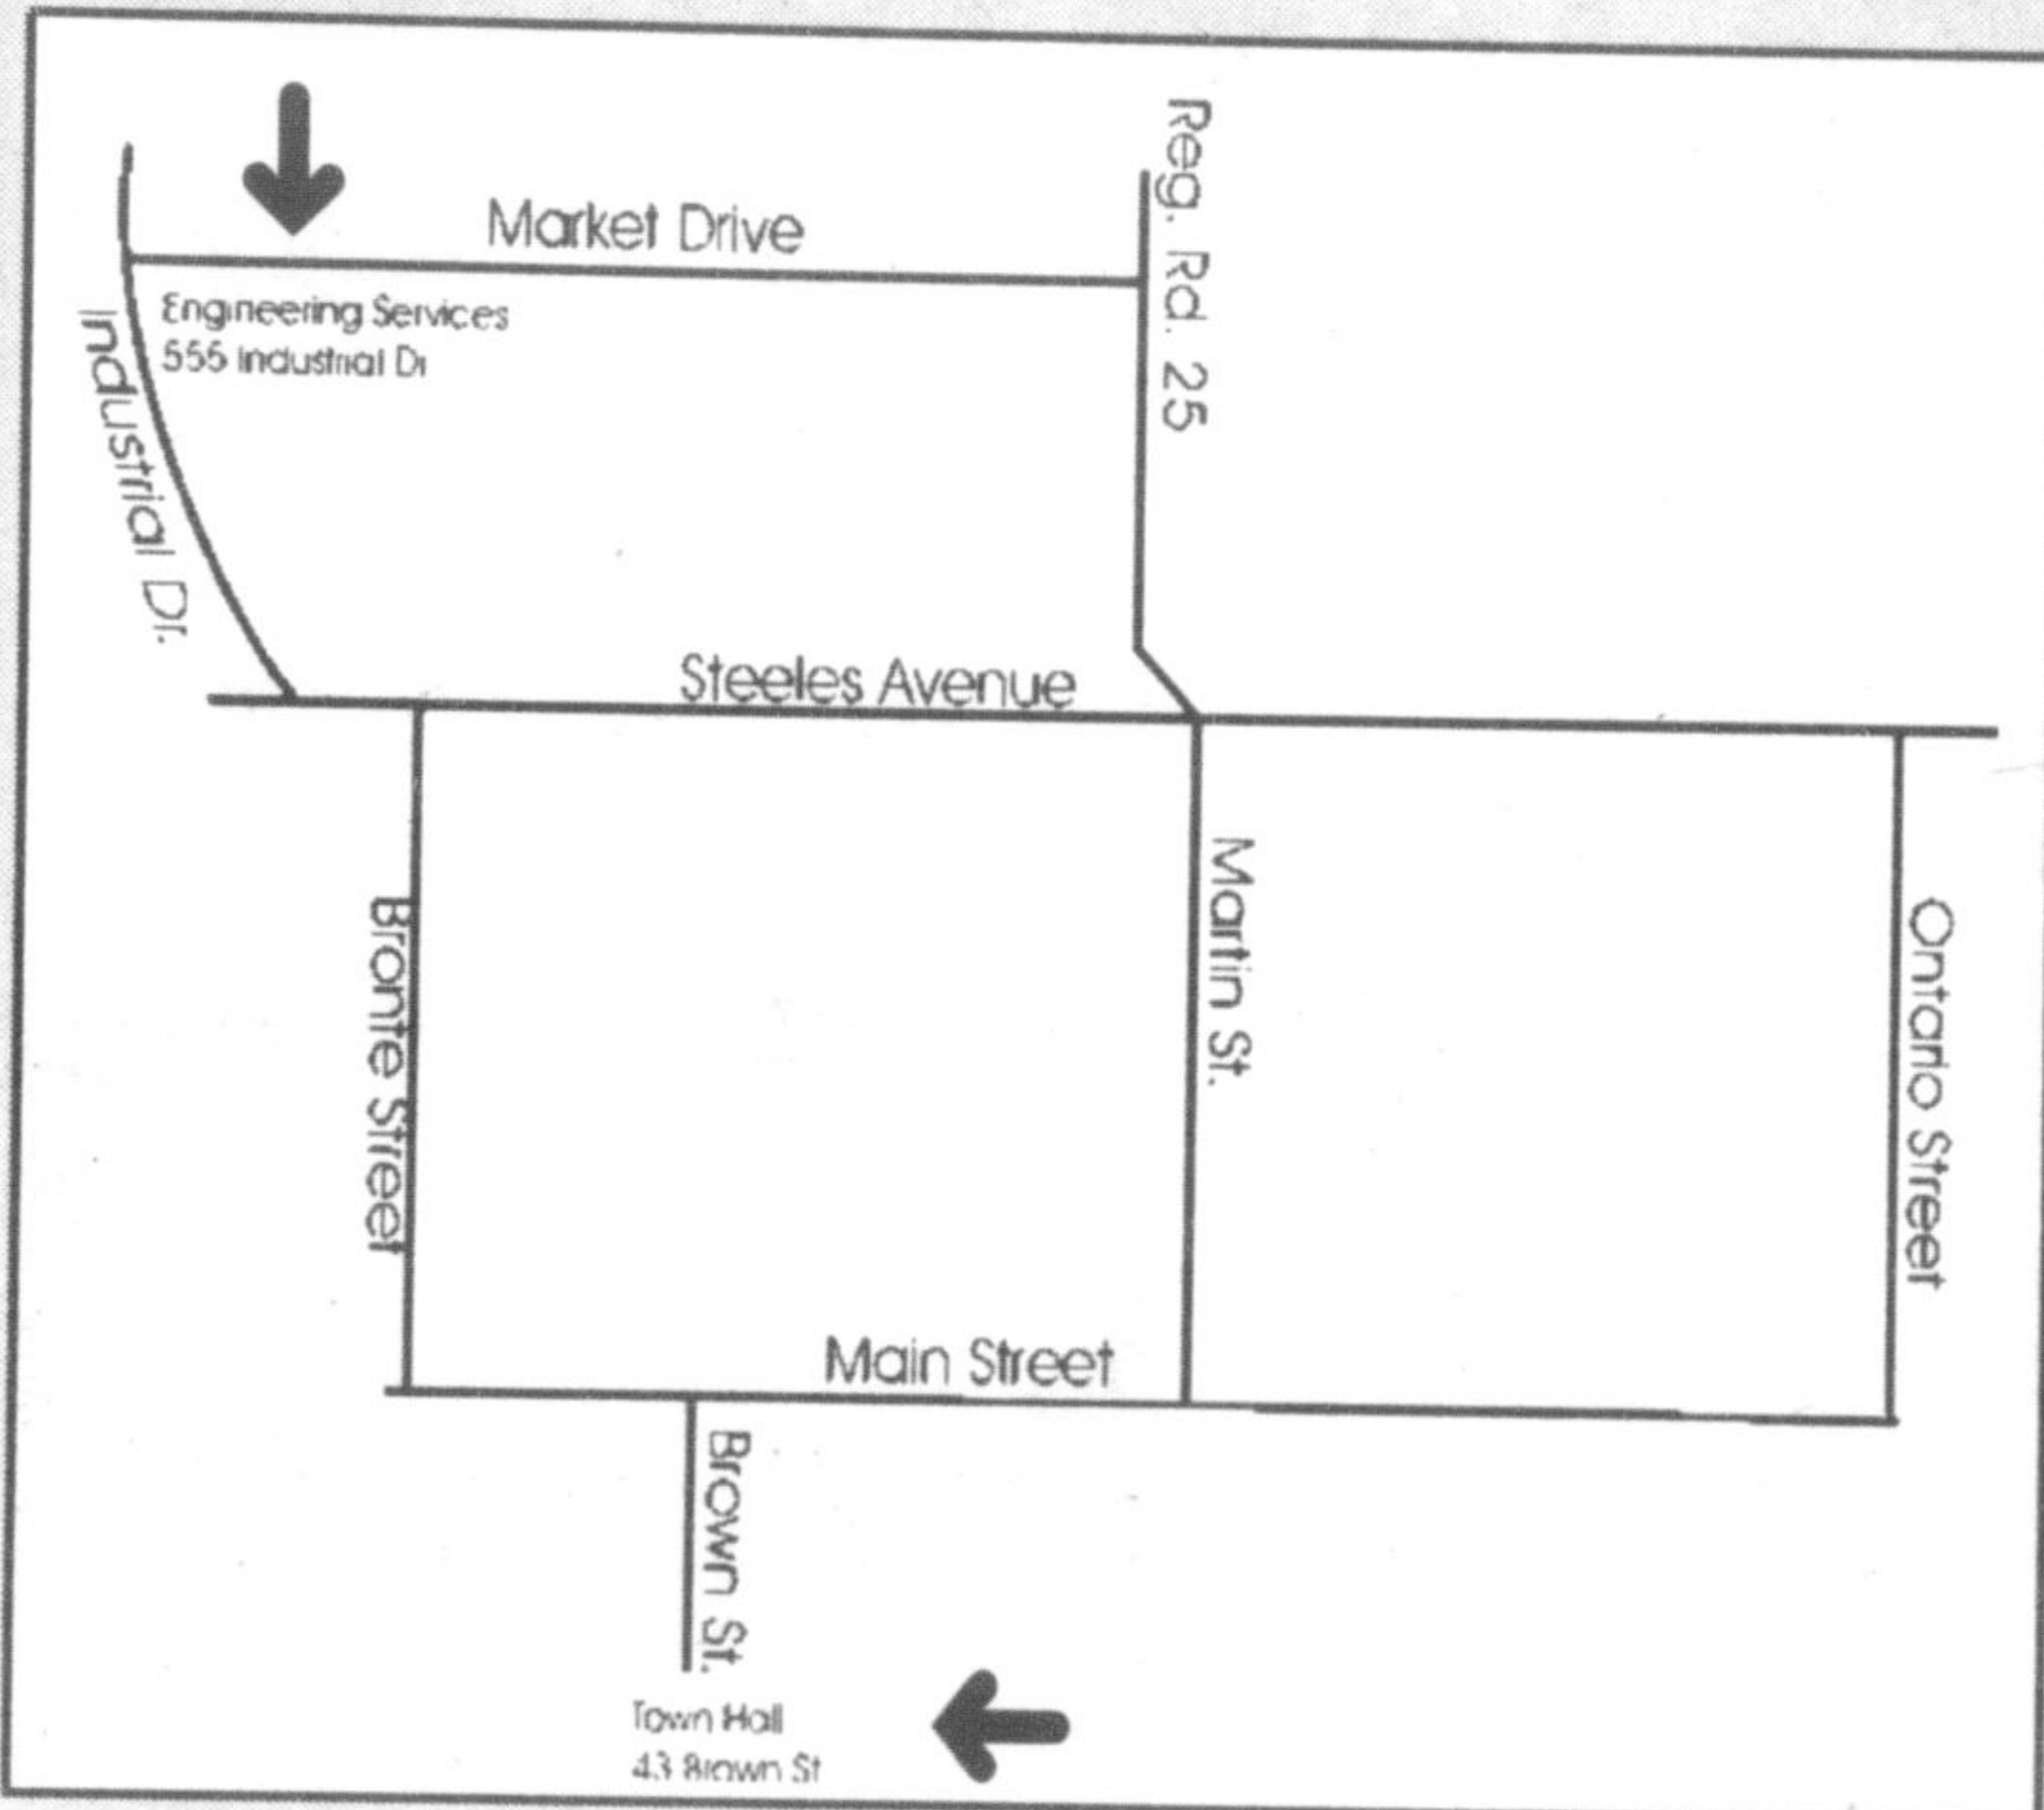 Reg. Rd. 25
Market Drive
Engineering Services
555 Industrial Dr
Industrial Dr.
Steeles Avenue
Bronte Street
Martin St.
Ontario Street
Main Street
Brown St.
Town Hall
43 Brown St